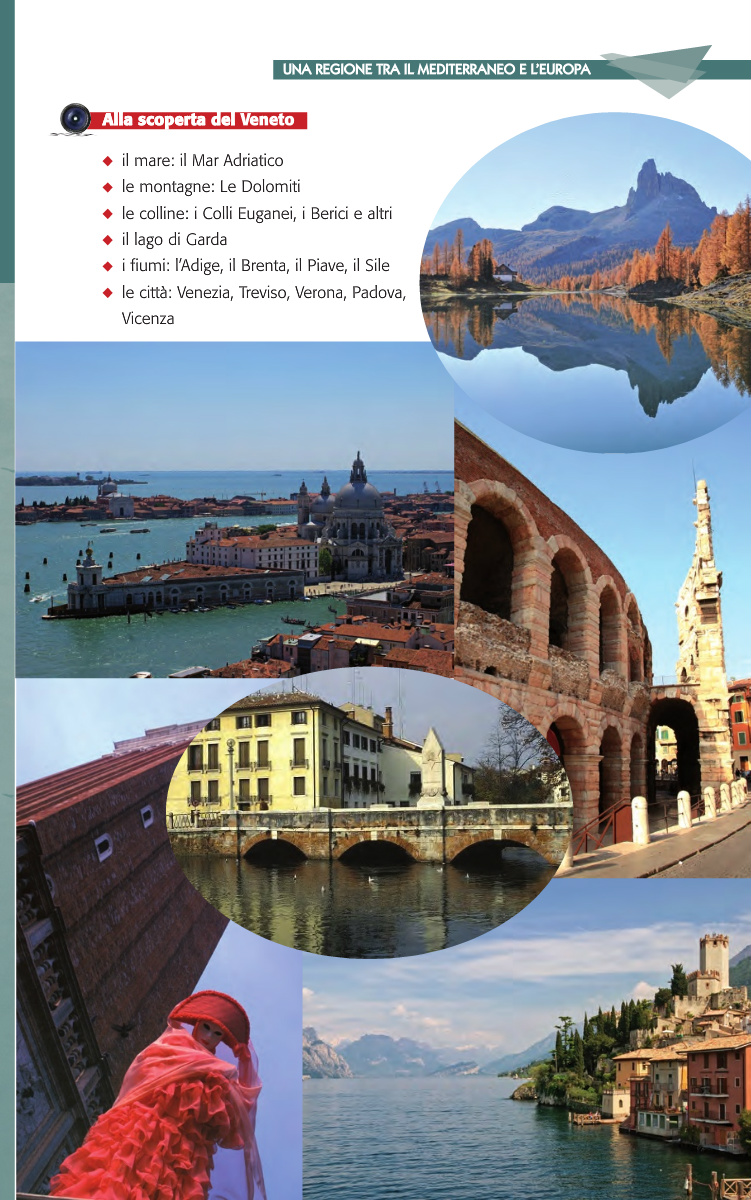 UNA REGIONE TRA IL MEDITERRANEO E L'EUROPA
Alla scoperta del Veneto
◆ il mare: il Mar Adriatico
◆ le montagne: Le Dolomiti
◆ le colline: i Colli Euganei, i Berici e altri
◆ il lago di Garda
◆ i fiumi: l'Adige, il Brenta, il Piave, il Sile
◆ le città: Venezia, Treviso, Verona, Padova,
Vicenza